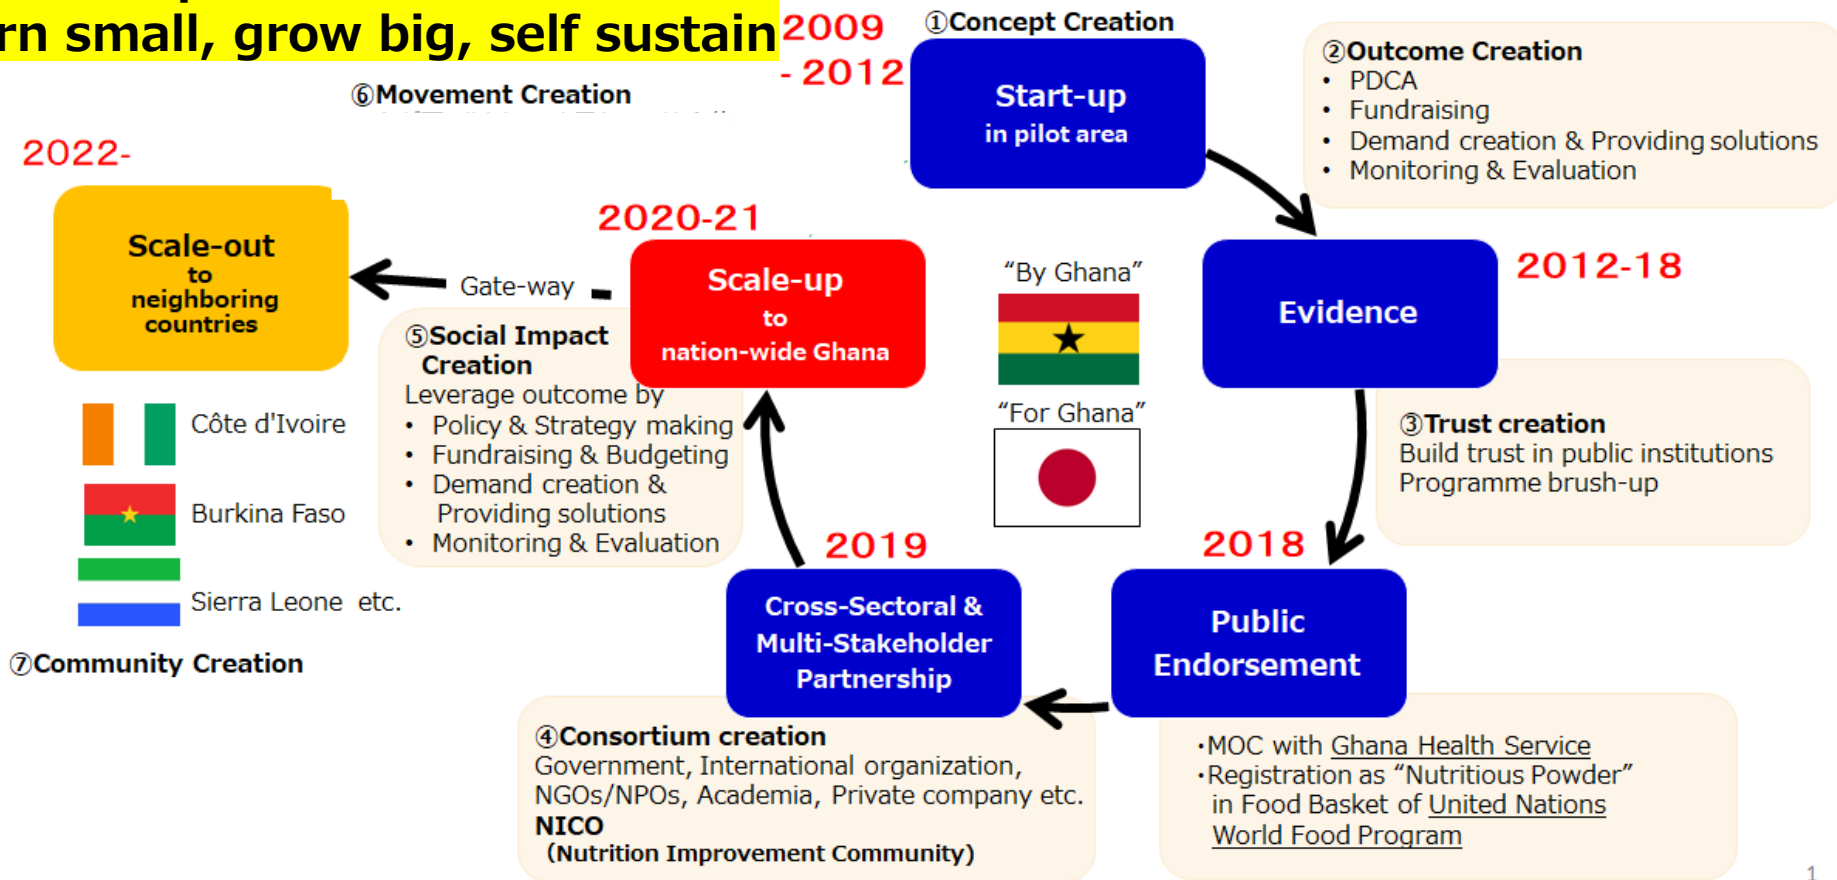 small, grow big, self sustain
2009
- 2012
①Concept Creation
Start-up
in pilot area
②Outcome Creation
• PDCA
• Fundraising
• Demand creation & Providing solutions
• Monitoring & Evaluation
⑥Movement Creation
2022-
Scale-out
to
neighboring
countries
Gate-way
2020-21
Scale-up
to
nation-wide Ghana
“By Ghana”
“For Ghana”
Evidence
2012-18
③Trust creation
Build trust in public institutions
Programme brush-up
⑤Social Impact
Creation
Leverage outcome by
• Policy & Strategy making
• Fundraising & Budgeting
• Demand creation &
Providing solutions
• Monitoring & Evaluation
Côte d'Ivoire
Burkina Faso
Sierra Leone etc.
⑦Community Creation
2019
Cross-Sectoral &
Multi-Stakeholder
Partnership
2018
Public
Endorsement
④Consortium creation
Government, International organization,
NGOs/NPOs, Academia, Private company etc.
NICO
(Nutrition Improvement Community)
・MOC with Ghana Health Service
・Registration as “Nutritious Powder”
in Food Basket of United Nations
World Food Program
1